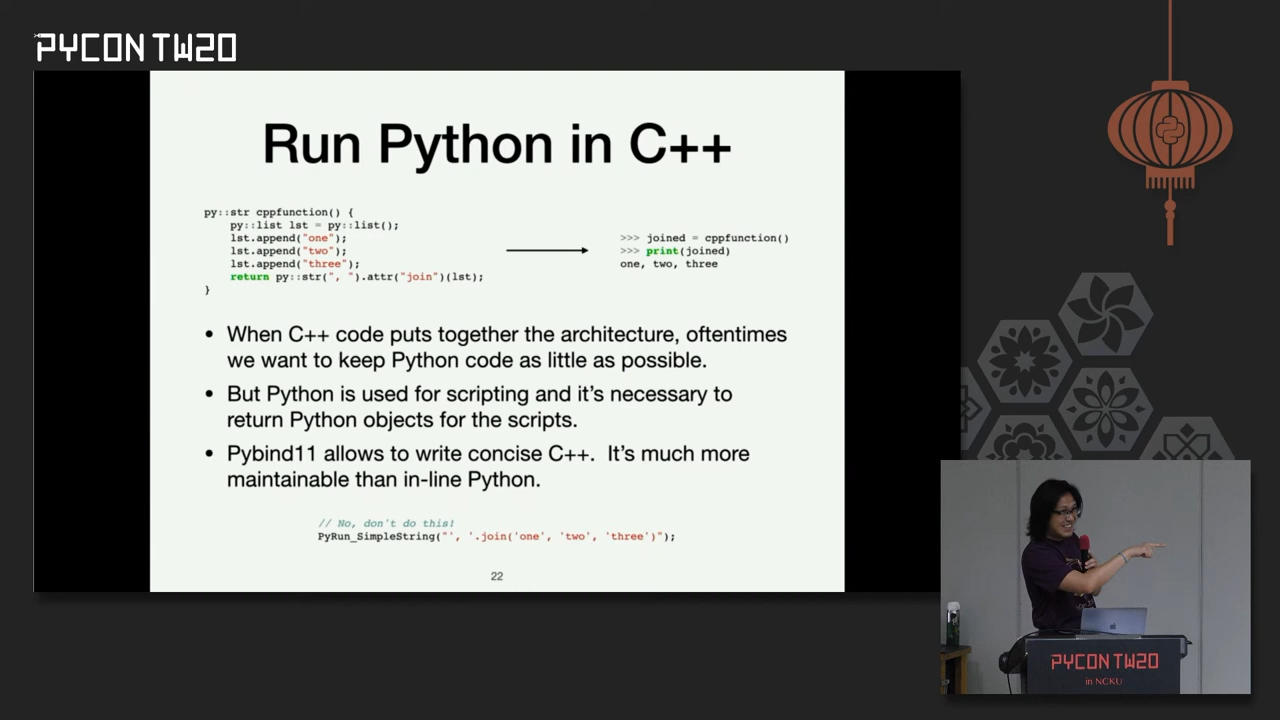 PYCON TW20
Run Python in C++
py::str cppfunction() {
py::list lst = py::list();
lst.append("one");
lst.append("two");
lst.append("three");
return py::str(", ").attr("join")(lst);
}
>>> joined = cppfunction()
>>> print(joined)
one, two, three
• When C++ code puts together the architecture, oftentimes
we want to keep Python code as little as possible.
• But Python is used for scripting and it's necessary to
return Python objects for the scripts.
• Pybind11 allows to write concise C++. It's much more
maintainable than in-line Python.
// No, don't do this!
PyRun_SimpleString("', '.join('one', 'two', 'three')");
22
PYCON TW20
in NCKU